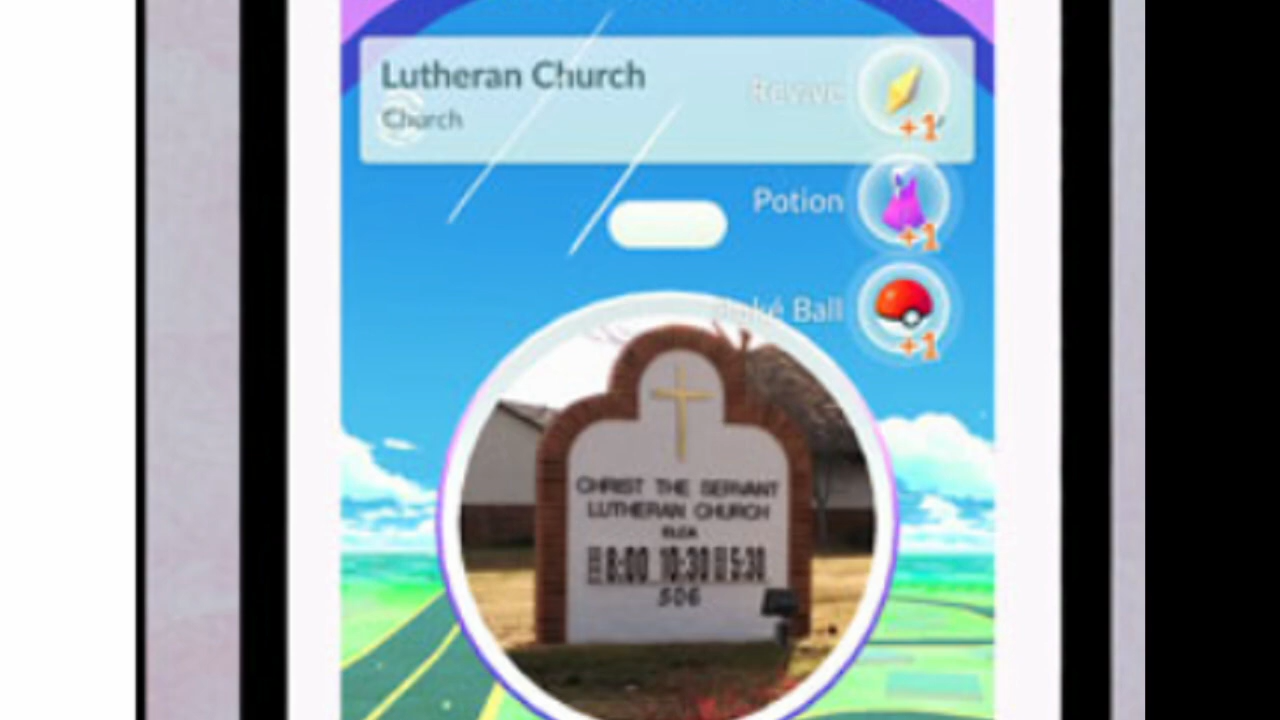 Lutheran Church
Church
Revive
+1
Potion
+1
Poké Ball
+1
CHRIST THE SERVANT
LUTHERAN CHURCH
ELCA
8:00 10:30 5:30
506